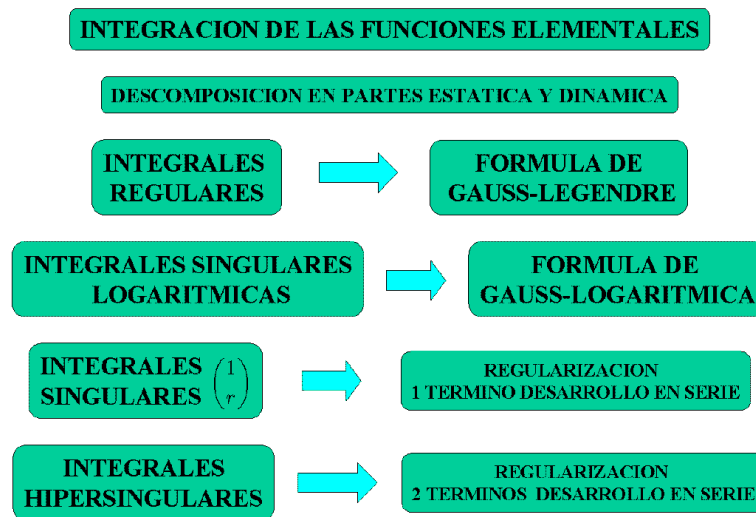 INTEGRACION DE LAS FUNCIONES ELEMENTALES
DESCOMPOSICION EN PARTES ESTATICA Y DINAMICA
INTEGRALES
REGULARES
FORMULA DE
GAUSS-LEGENDRE
INTEGRALES SINGULARES
LOGARITMICAS
FORMULA DE
GAUSS-LOGARITMICA
INTEGRALES
SINGULARES (1 r)
REGULARIZACION
1 TERMINO DESARROLLO EN SERIE
INTEGRALES
HIPERSINGULARES
REGULARIZACION
2 TERMINOS DESARROLLO EN SERIE